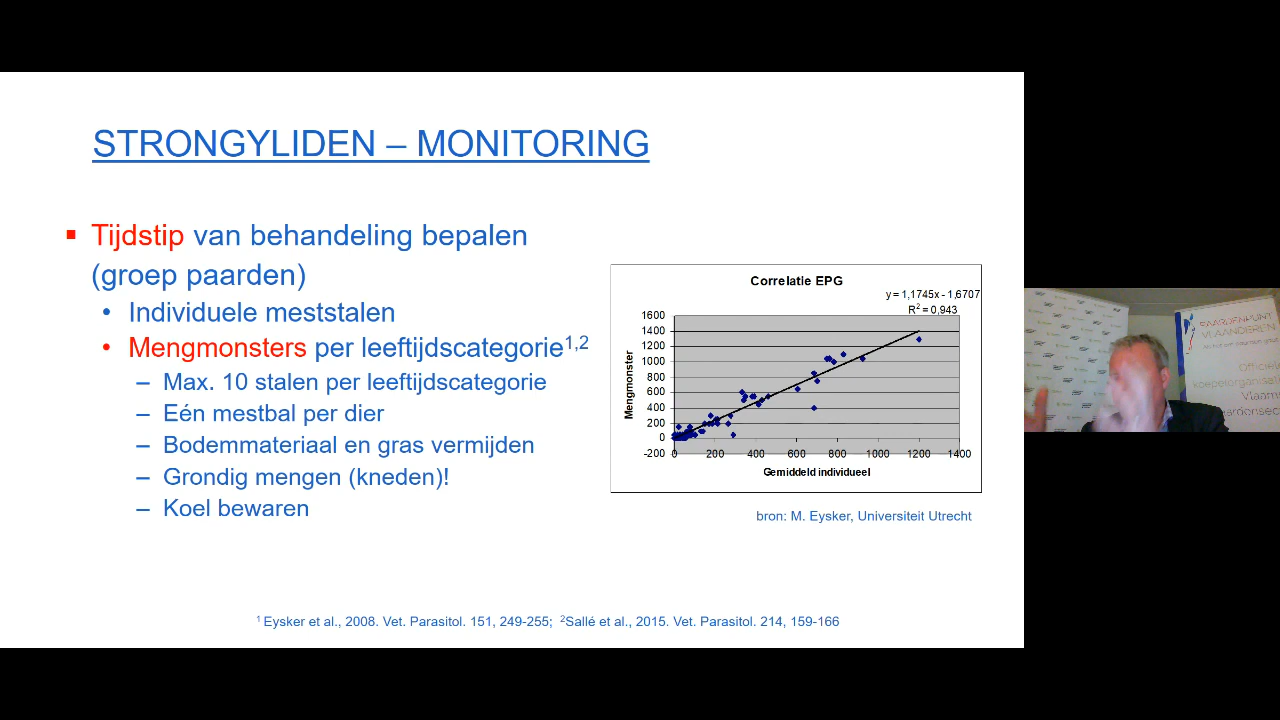 STRONGYLIDEN – MONITORING
Tijdstip van behandeling bepalen
(groep paarden)
Individuele meststalen
Mengmonsters per leeftijdscategorie1,2
– Max. 10 stalen per leeftijdscategorie
– Eén mestbal per dier
– Bodemmateriaal en gras vermijden
– Grondig mengen (kneden)!
– Koel bewaren
Correlatie EPG
y = 1,1745x - 1,6707
R2 = 0,943
1600
1400
1200
1000
800
600
400
200
0
-200
0 200 400 600 800 1000 1200 1400
Mengmonster
Gemiddeld individueel
bron: M. Eysker, Universiteit Utrecht
1 Eysker et al., 2008. Vet. Parasitol. 151, 249-255; 2Sallé et al., 2015. Vet. Parasitol. 214, 159-166
VLAANDEREN